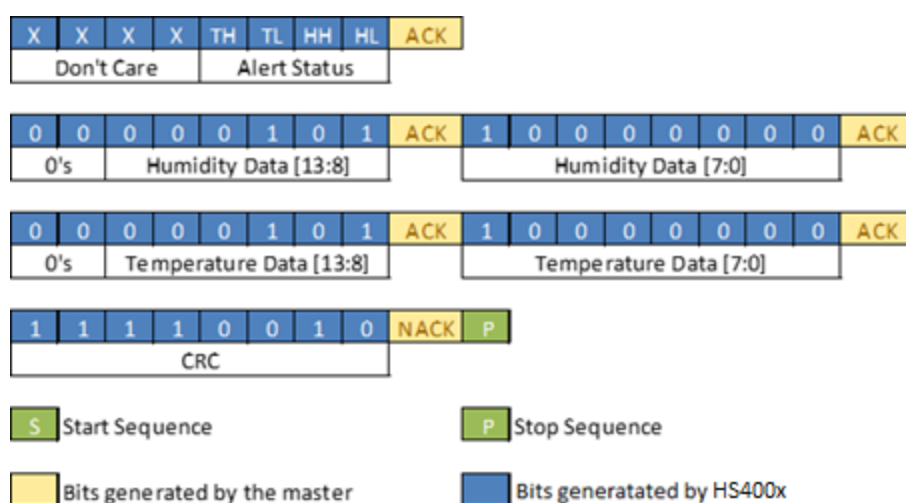 X X X X TH TL HH HL ACK
Don't Care Alert Status
0 0 0 0 0 1 0 1 ACK 1 0 0 0 0 0 0 0 ACK
0's Humidity Data [13:8] Humidity Data [7:0]
0 0 0 0 0 1 0 1 ACK 1 0 0 0 0 0 0 0 ACK
0's Temperature Data [13:8] Temperature Data [7:0]
1 1 1 1 0 0 1 0 NACK P
CRC
S Start Sequence P Stop Sequence
Bits generated by the master Bits generatated by HS400x